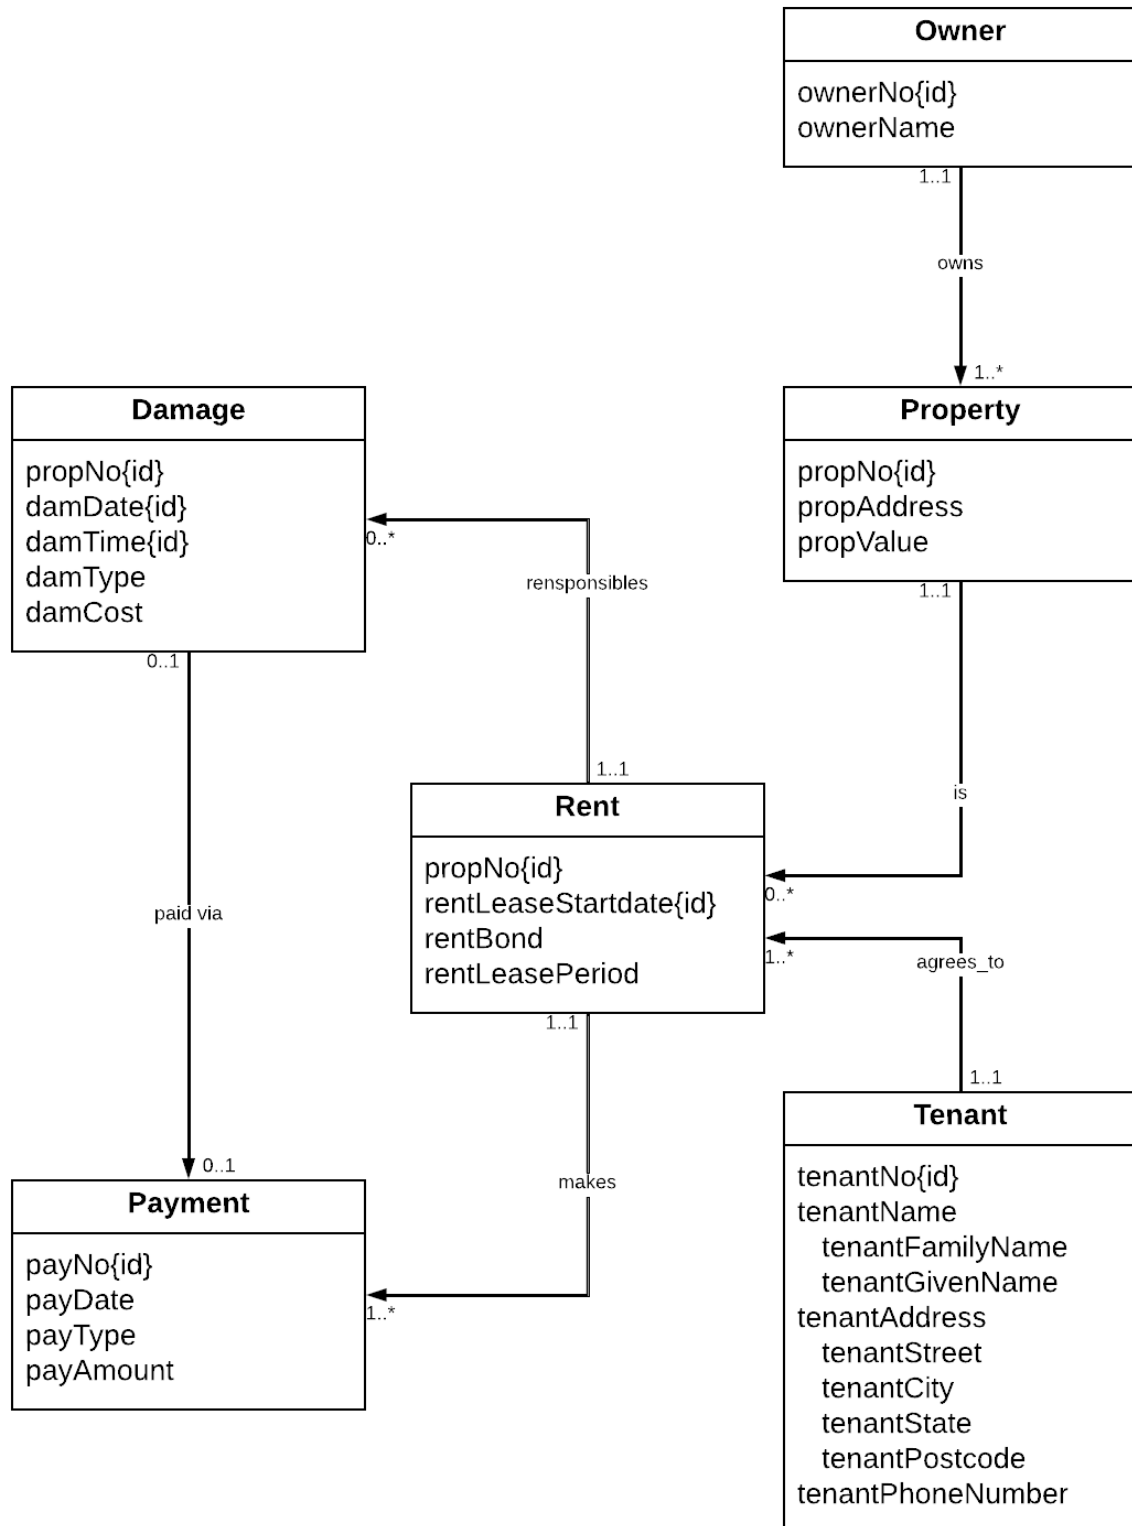 Owner
ownerNo{id}
ownerName
1..1
owns
1..*
Damage
propNo{id}
damDate{id}
damTime{id}
damType
damCost
0..1
0..*
rensponsibles
Property
propNo{id}
propAddress
propValue
1..1
is
0..*
1..1
Rent
propNo{id}
rentLeaseStartdate{id}
rentBond
rentLeasePeriod
1..1
paid via
0..1
1..*
agrees_to
1..1
makes
1..*
Payment
payNo{id}
payDate
payType
payAmount
Tenant
tenantNo{id}
tenantName
tenantFamilyName
tenantGivenName
tenantAddress
tenantStreet
tenantCity
tenantState
tenantPostcode
tenantPhoneNumber